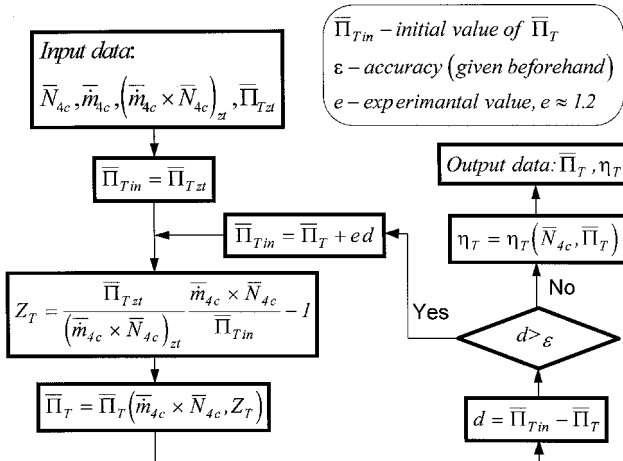 Input data:
N̅₄c, ṁ̅₄c, (ṁ̅₄c × N̅₄c)zt, Π̅Tzt
Π̅Tin = Π̅Tzt
Π̅Tin = Π̅T + ed
ZT = Π̅Tzt / (ṁ̅₄c × N̅₄c)zt · ṁ̅₄c × N̅₄c / Π̅Tin − 1
Π̅T = Π̅T(ṁ̅₄c × N̅₄c, ZT)
Π̅Tin – initial value of Π̅T
ε – accuracy (given beforehand)
e – experimantal value, e ≈ 1.2
Output data: Π̅T, ηT
ηT = ηT(N̅₄c, Π̅T)
No
Yes
d>ε
d = Π̅Tin − Π̅T